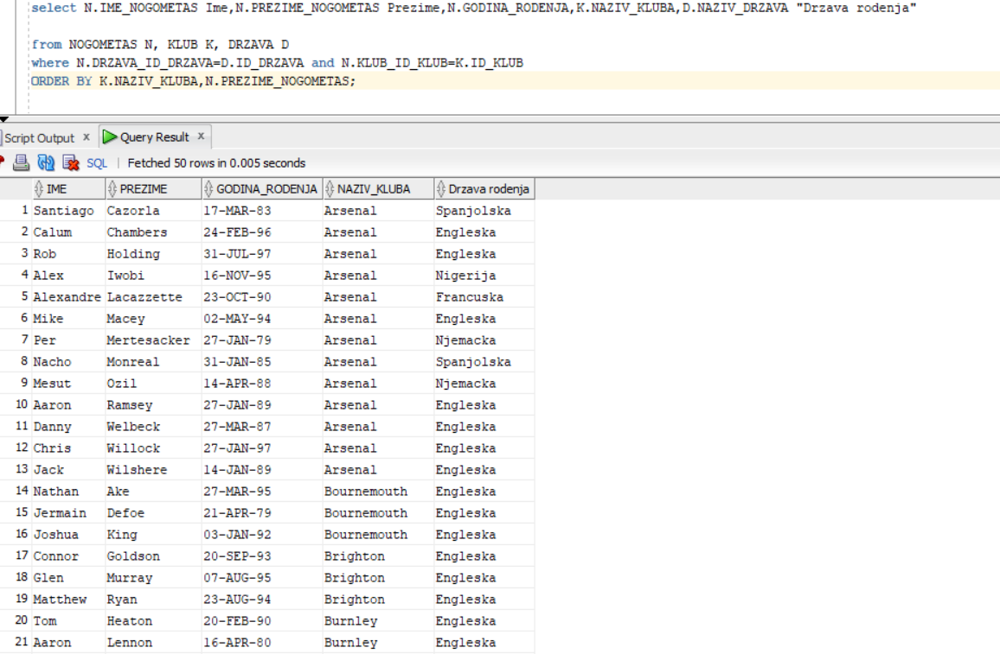 select N.IME_NOGOMETAS Ime,N.PREZIME_NOGOMETAS Prezime,N.GODINA_RODENJA,K.NAZIV_KLUBA,D.NAZIV_DRZAVA "Drzava rodenja"
from NOGOMETAS N, KLUB K, DRZAVA D
where N.DRZAVA_ID_DRZAVA=D.ID_DRZAVA and N.KLUB_ID_KLUB=K.ID_KLUB
ORDER BY K.NAZIV_KLUBA,N.PREZIME_NOGOMETAS;
Script Output x Query Result x
SQL | Fetched 50 rows in 0.005 seconds
IME PREZIME GODINA_RODENJA NAZIV_KLUBA Drzava rodenja
1 Santiago Cazorla 17-MAR-83 Arsenal Spanjolska
2 Calum Chambers 24-FEB-96 Arsenal Engleska
3 Rob Holding 31-JUL-97 Arsenal Engleska
4 Alex Iwobi 16-NOV-95 Arsenal Nigerija
5 Alexandre Lacazzette 23-OCT-90 Arsenal Francuska
6 Mike Macey 02-MAY-94 Arsenal Engleska
7 Per Mertesacker 27-JAN-79 Arsenal Njemacka
8 Nacho Monreal 31-JAN-85 Arsenal Spanjolska
9 Mesut Ozil 14-APR-88 Arsenal Njemacka
10 Aaron Ramsey 27-JAN-89 Arsenal Engleska
11 Danny Welbeck 27-MAR-87 Arsenal Engleska
12 Chris Willock 27-JAN-97 Arsenal Engleska
13 Jack Wilshere 14-JAN-89 Arsenal Engleska
14 Nathan Ake 27-MAR-95 Bournemouth Engleska
15 Jermain Defoe 21-APR-79 Bournemouth Engleska
16 Joshua King 03-JAN-92 Bournemouth Engleska
17 Connor Goldson 20-SEP-93 Brighton Engleska
18 Glen Murray 07-AUG-95 Brighton Engleska
19 Matthew Ryan 23-AUG-94 Brighton Engleska
20 Tom Heaton 20-FEB-90 Burnley Engleska
21 Aaron Lennon 16-APR-80 Burnley Engleska